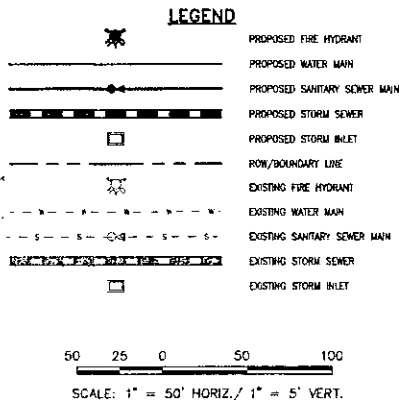 LEGEND
PROPOSED FIRE HYDRANT
PROPOSED WATER MAIN
PROPOSED SANITARY SEWER MAIN
PROPOSED STORM SEWER
PROPOSED STORM INLET
ROW/BOUNDARY LINE
EXISTING FIRE HYDRANT
W W W W W EXISTING WATER MAIN
S S S S EXISTING SANITARY SEWER MAIN
EXISTING STORM SEWER
EXISTING STORM INLET
50 25 0 50 100
SCALE: 1" = 50' HORIZ./ 1" = 5' VERT.